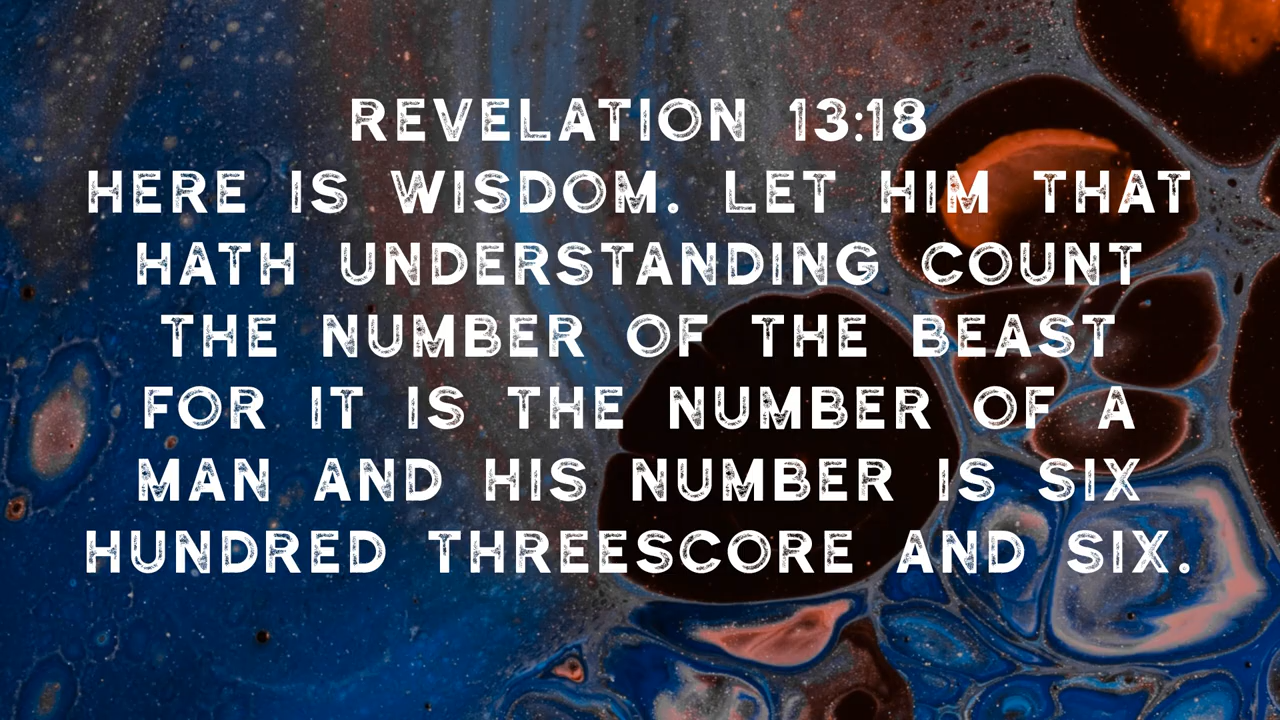 REVELATION 13:18
HERE IS WISDOM. LET HIM THAT
HATH UNDERSTANDING COUNT
THE NUMBER OF THE BEAST
FOR IT IS THE NUMBER OF A
MAN AND HIS NUMBER IS SIX
HUNDRED THREESCORE AND SIX.